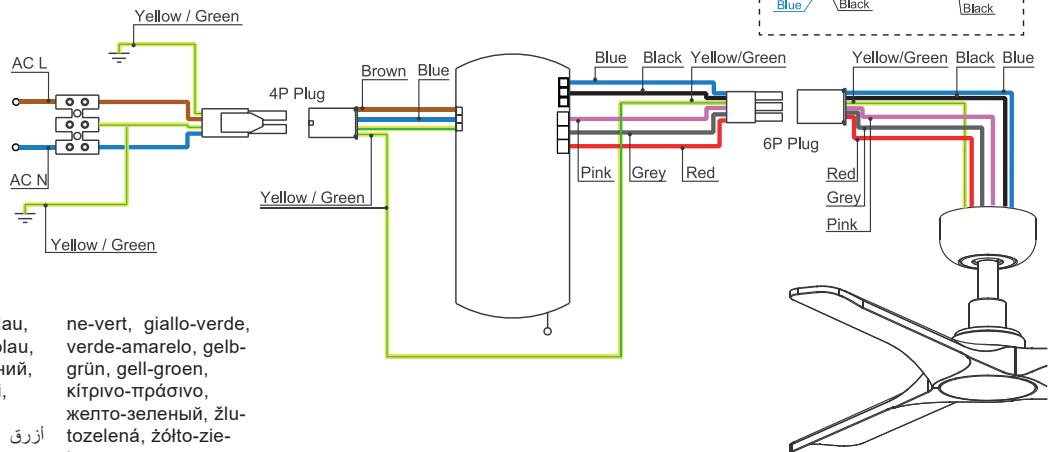 Yellow / Green
AC L
AC N
Yellow / Green
4P Plug
Brown
Blue
Yellow / Green
Blue
Black
Yellow/Green
Pink
Grey
Red
Blue
Black
Black
Yellow/Green
Black
Blue
6P Plug
Red
Grey
Pink
lau,
lau,
ний,
أزرق
ne-vert, giallo-verde,
verde-amarelo, gelb-
grün, gell-groen,
κίτρινο-πράσινο,
желто-зеленый, žlu-
tozelená, żółto-zie-